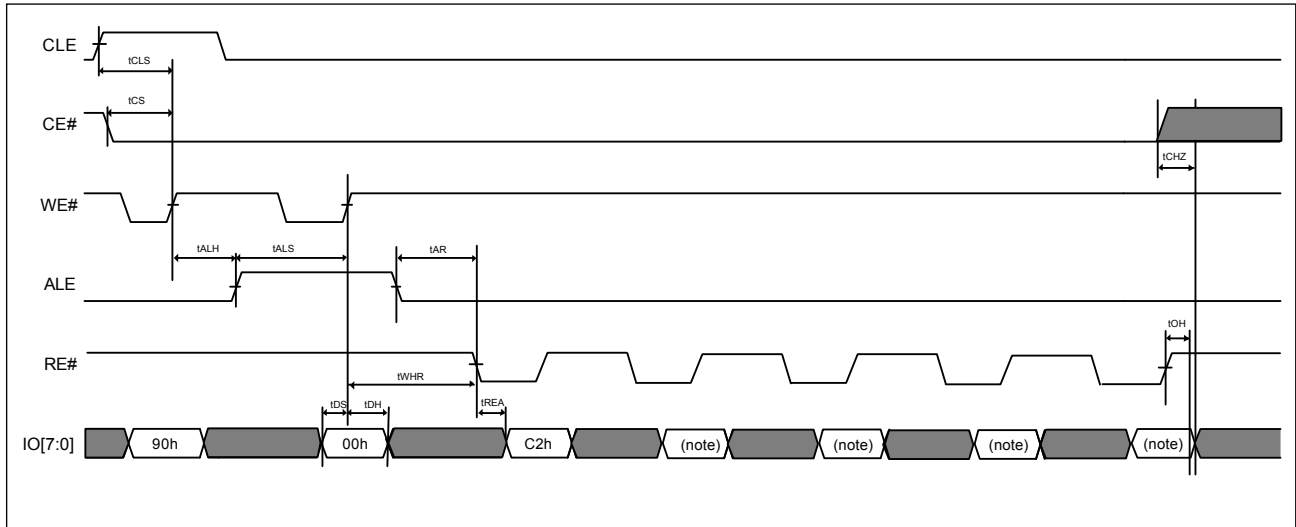 CLE
tCLS
tCS
CE#
tCHZ
WE#
tALH tALS tAR
ALE
tOH
RE#
tWHR
tDS tDH tREA
IO[7:0] 90h 00h C2h (note) (note) (note) (note)